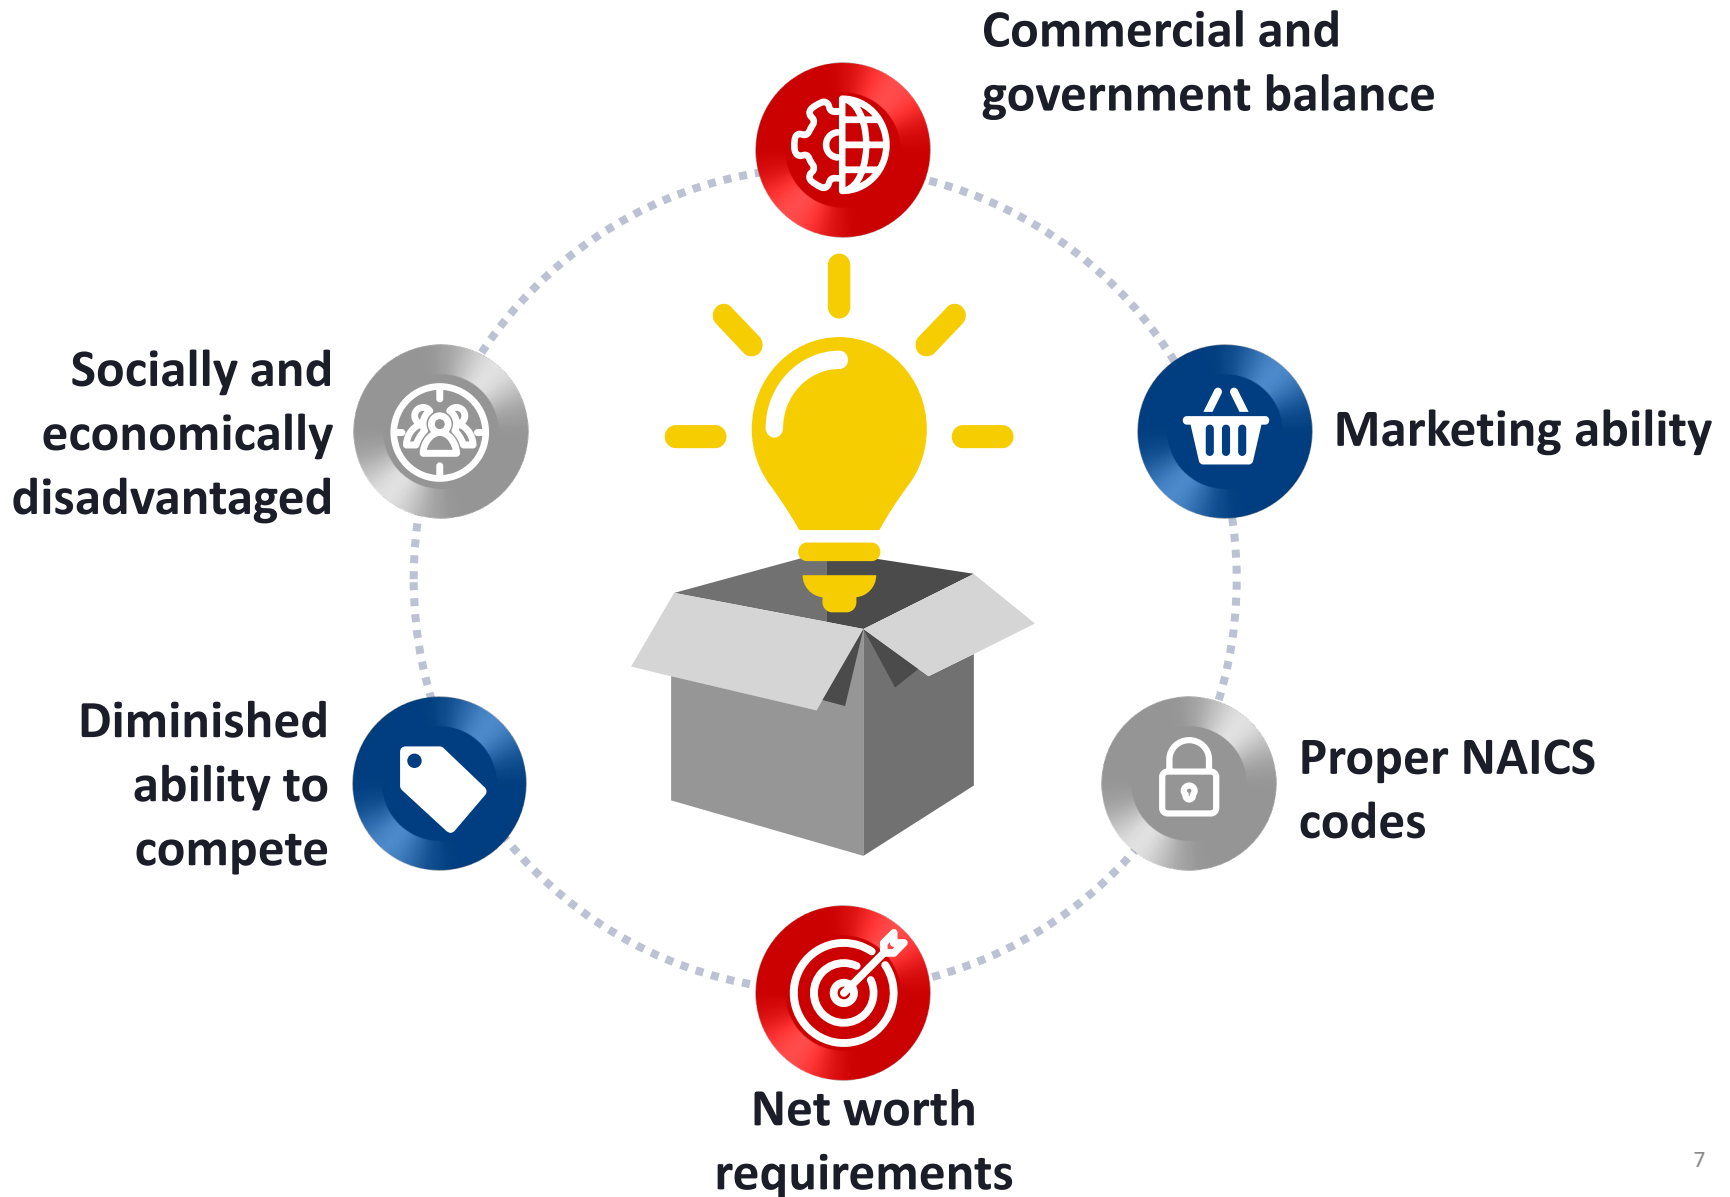 Commercial and
government balance
Marketing ability
Proper NAICS
codes
Net worth
requirements
Diminished
ability to
compete
Socially and
economically
disadvantaged
7